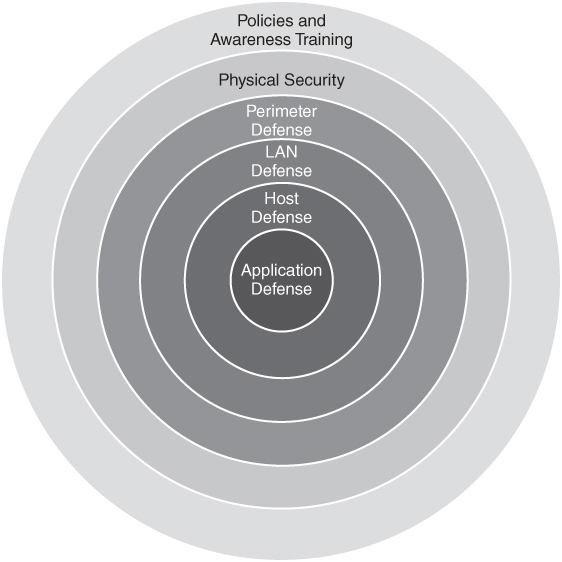 Policies and
Awareness Training
Physical Security
Perimeter
Defense
LAN
Defense
Host
Defense
Application
Defense